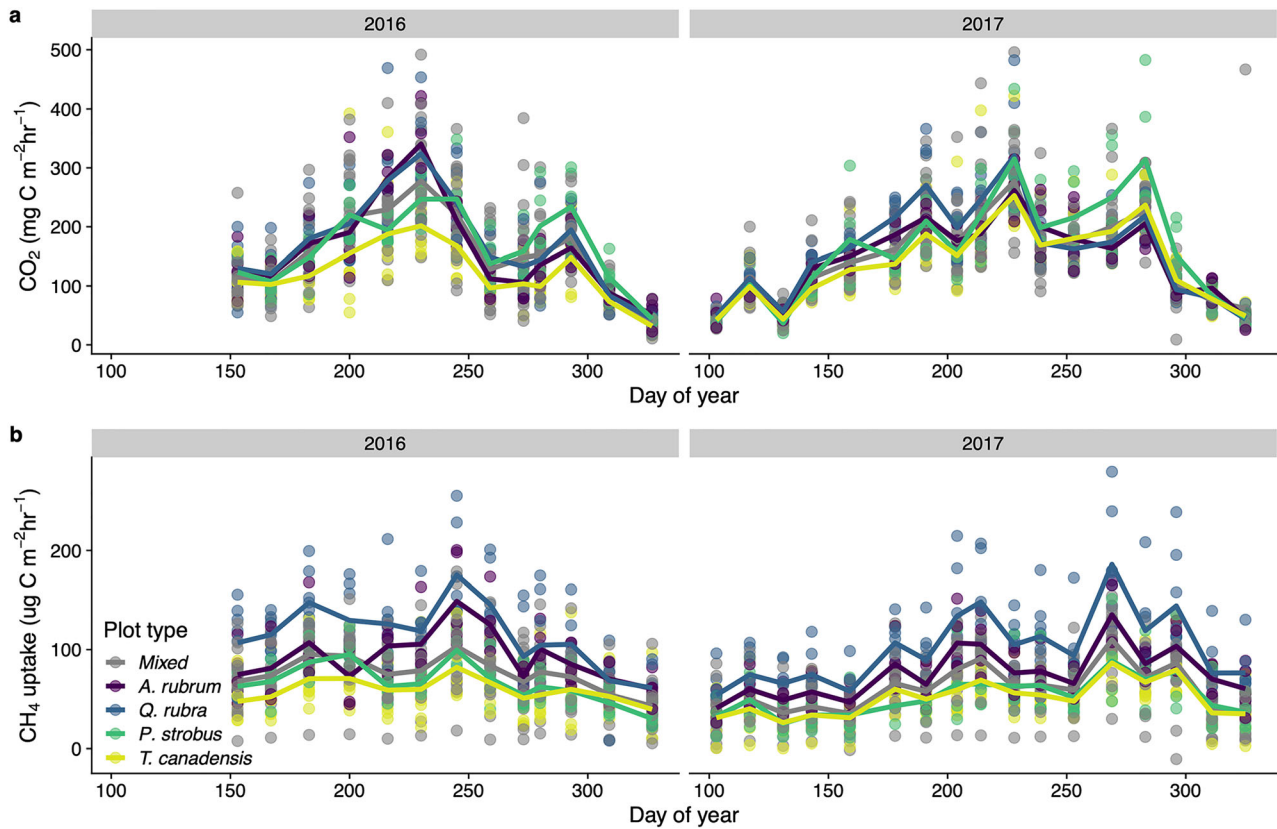 a
2016
2017
CO₂ (mg C m⁻²hr⁻¹)
500
400
300
200
100
0
100 150 200 250 300
100 150 200 250 300
Day of year
b
2016
2017
CH₄ uptake (ug C m⁻²hr⁻¹)
200
100
0
Plot type
Mixed
A. rubrum
Q. rubra
P. strobus
T. canadensis
100 150 200 250 300
100 150 200 250 300
Day of year